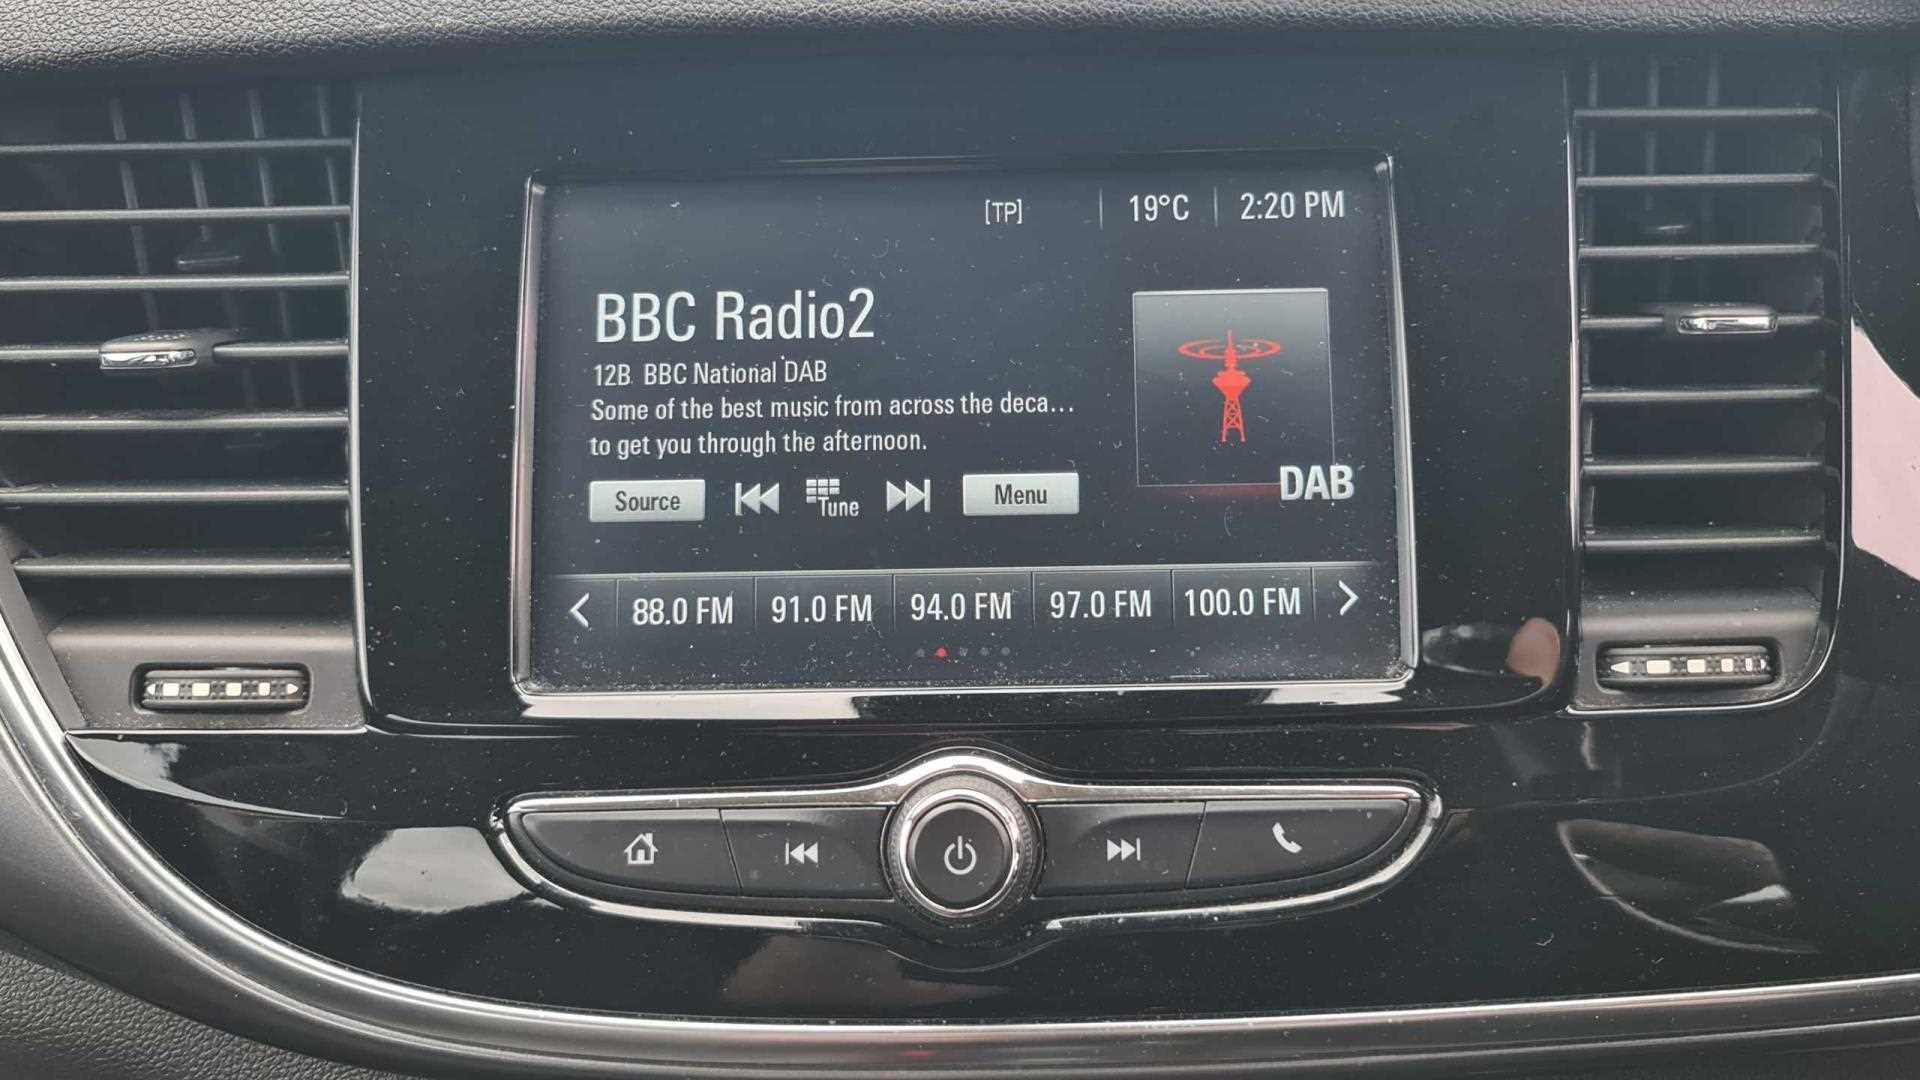 [TP] 19°C 2:20 PM
BBC Radio2
12B BBC National DAB
Some of the best music from across the deca...
to get you through the afternoon.
DAB
Source Tune Menu
88.0 FM 91.0 FM 94.0 FM 97.0 FM 100.0 FM